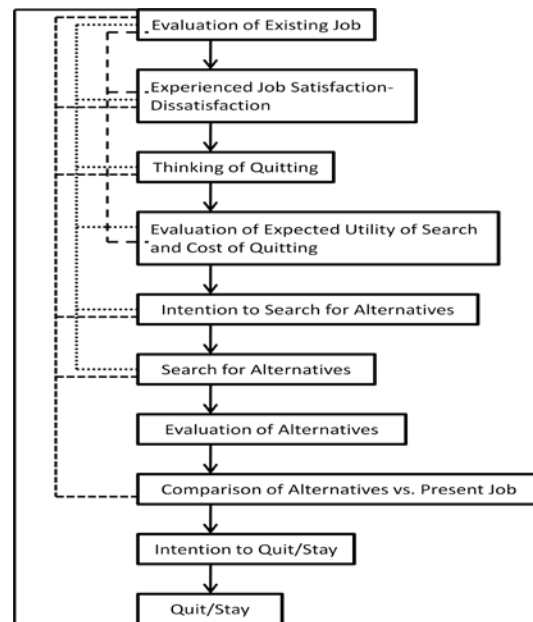 Evaluation of Existing Job
Experienced Job Satisfaction-
Dissatisfaction
Thinking of Quitting
Evaluation of Expected Utility of Search
and Cost of Quitting
Intention to Search for Alternatives
Search for Alternatives
Evaluation of Alternatives
Comparison of Alternatives vs. Present Job
Intention to Quit/Stay
Quit/Stay